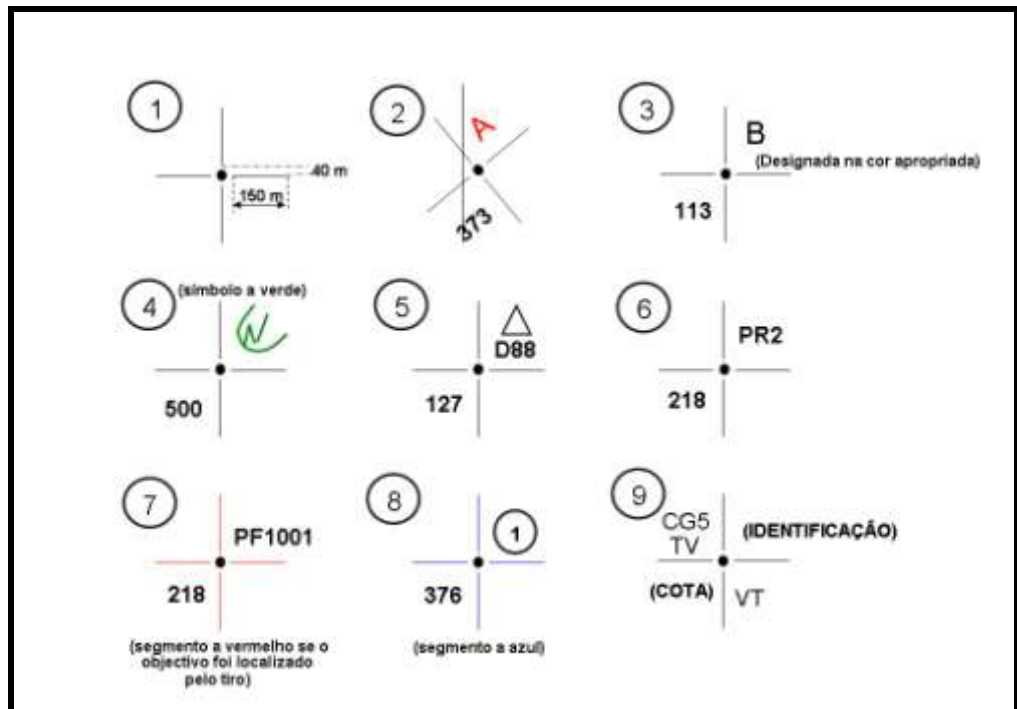 1
40 m
150 m
2
A
373
3
B
(Designada na cor apropriada)
113
4
(símbolo a verde)
N
500
5
D88
127
6
PR2
218
7
PF1001
218
(segmento a vermelho se o
objectivo foi localizado
pelo tiro)
8
1
376
(segmento a azul)
9
CG5
TV
(IDENTIFICAÇÃO)
(COTA)
VT